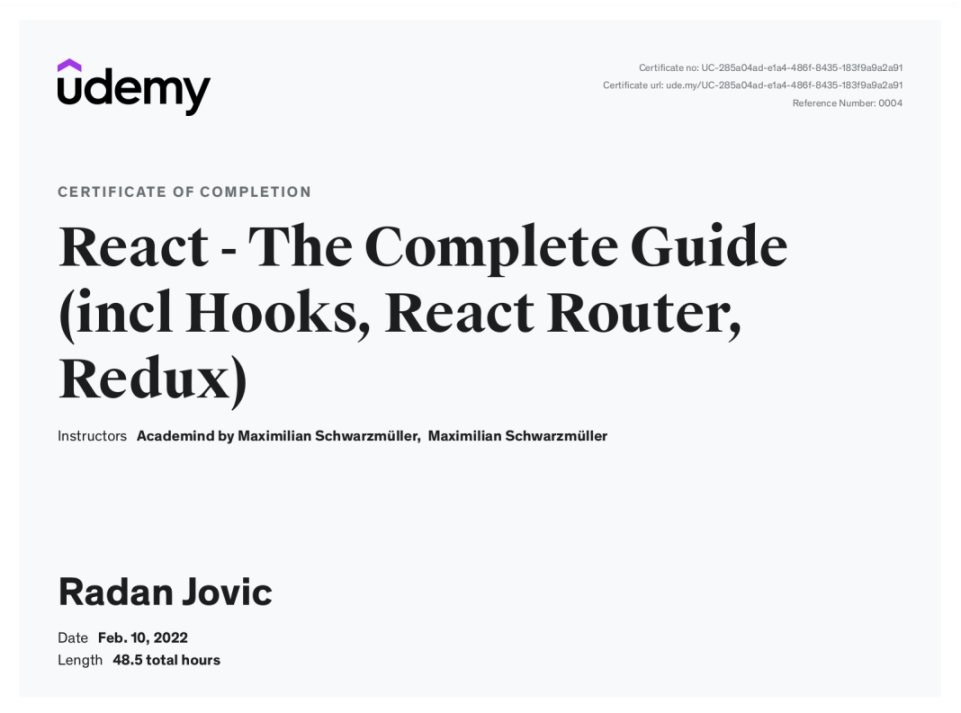 udemy
Certificate no: UC-285a04ad-e1a4-486f-8435-183f9a9a2a91
Certificate url: ude.my/UC-285a04ad-e1a4-486f-8435-183f9a9a2a91
Reference Number: 0004
CERTIFICATE OF COMPLETION
React - The Complete Guide
(incl Hooks, React Router,
Redux)
Instructors Academind by Maximilian Schwarzmüller, Maximilian Schwarzmüller
Radan Jovic
Date Feb. 10, 2022
Length 48.5 total hours